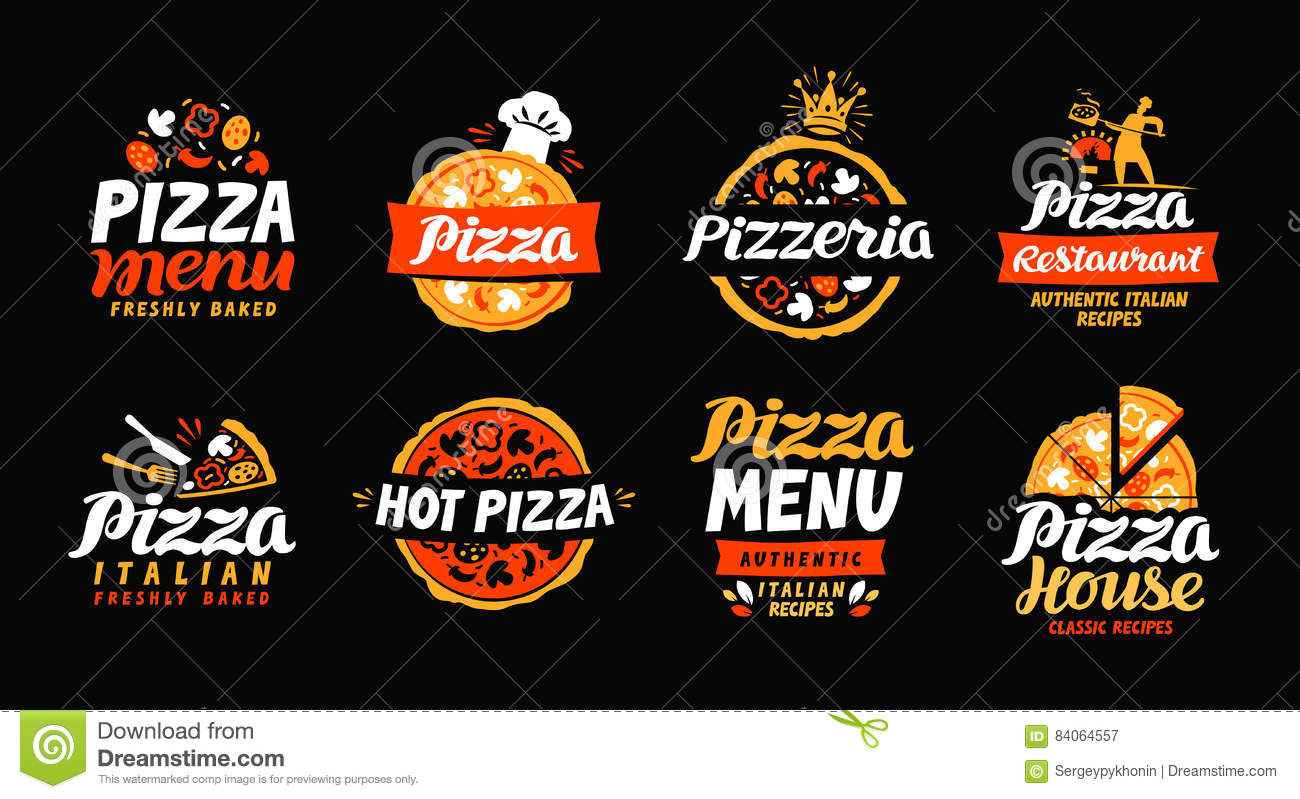 PIZZA
menu
FRESHLY BAKED
Pizza
Pizzeria
Pizza
Restaurant
AUTHENTIC ITALIAN
RECIPES
Pizza
ITALIAN
FRESHLY BAKED
HOT PIZZA
Pizza
MENU
AUTHENTIC
ITALIAN
RECIPES
Pizza
House
CLASSIC RECIPES
Download from
Dreamstime.com
This watermarked comp image is for previewing purposes only.
ID 84064557
© Sergeypykhonin | Dreamstime.com